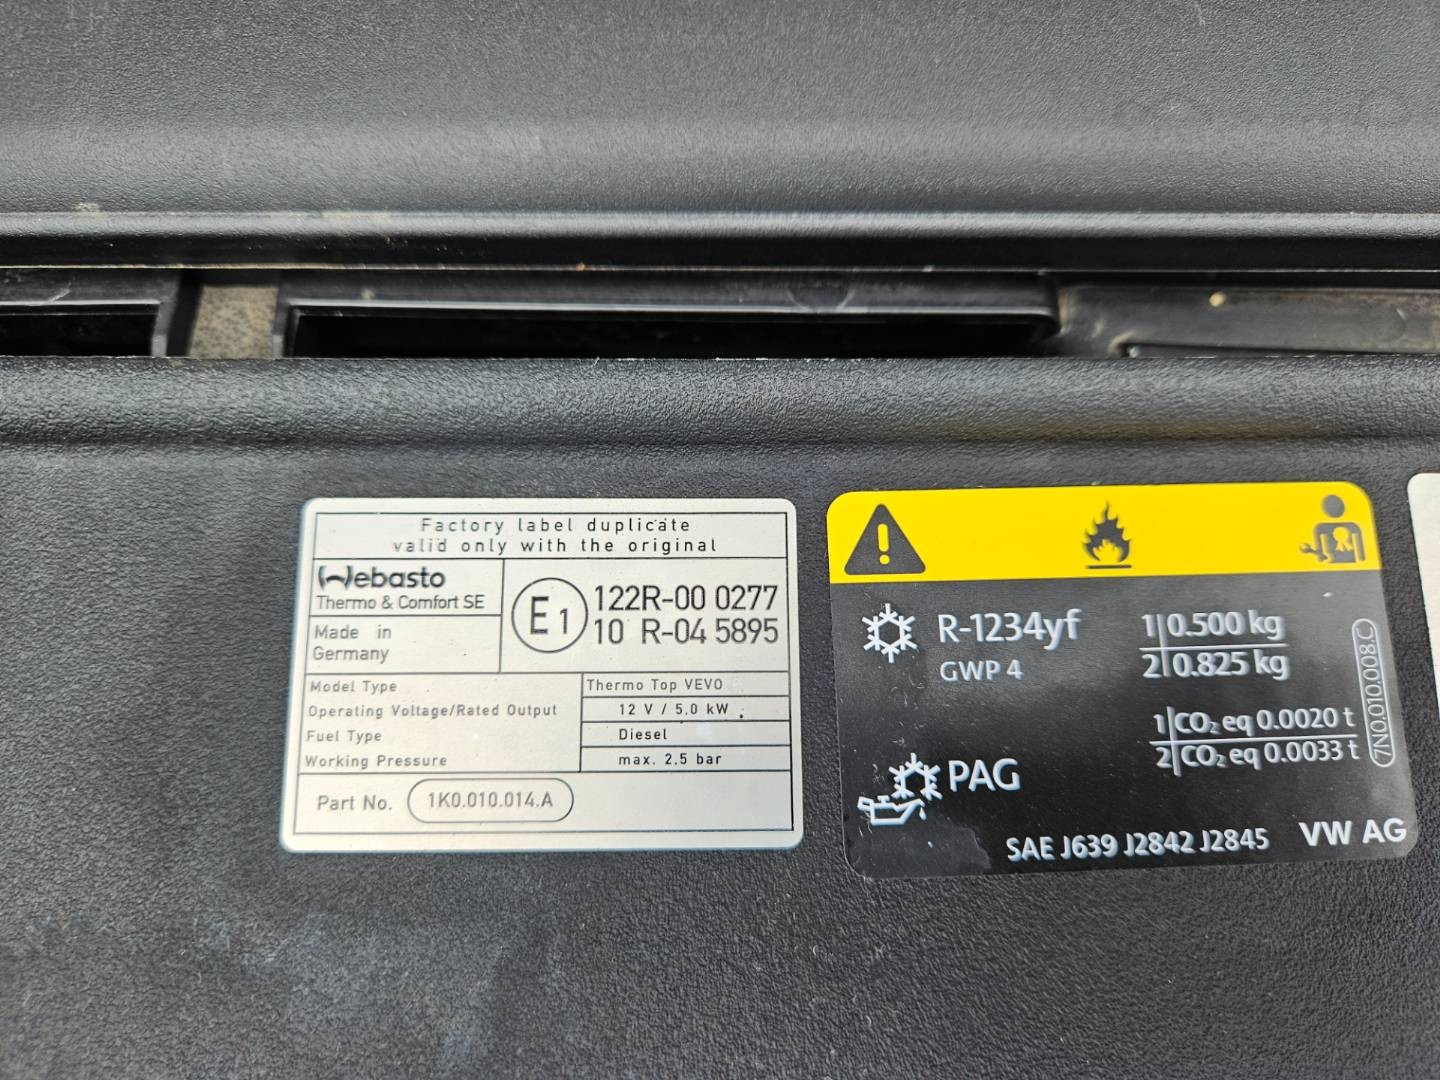 Factory label duplicate
valid only with the original
Webasto
Thermo & Comfort SE
Made in
Germany
E1
122R-00 0277
10 R-04 5895
Model Type Thermo Top VEVO
Operating Voltage/Rated Output 12 V / 5,0 kW
Fuel Type Diesel
Working Pressure max. 2,5 bar
Part No. 1K0.010.014.A
R-1234yf
GWP 4
1 0.500 kg
2 0.825 kg
1 CO₂ eq 0.0020 t
2 CO₂ eq 0.0033 t
PAG
SAE J639 J2842 J2845
VW AG
7N0.010.008.C